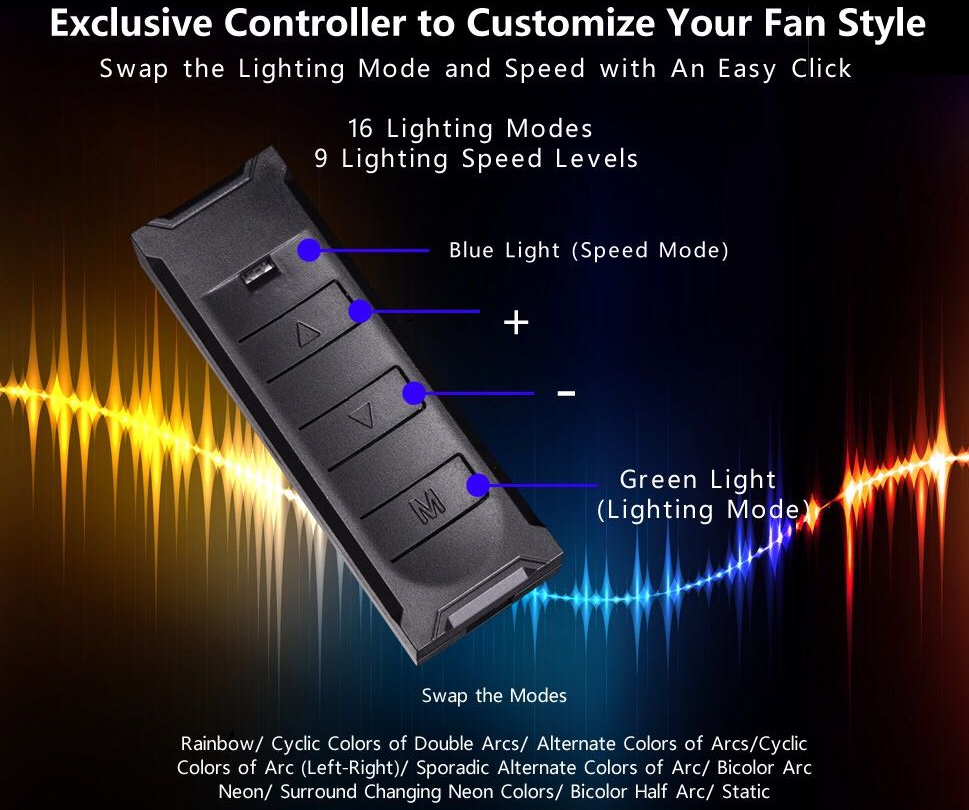 Exclusive Controller to Customize Your Fan Style
Swap the Lighting Mode and Speed with An Easy Click
16 Lighting Modes
9 Lighting Speed Levels
Blue Light (Speed Mode)
+
-
Green Light
(Lighting Mode)
M
Swap the Modes
Rainbow/ Cyclic Colors of Double Arcs/ Alternate Colors of Arcs/Cyclic
Colors of Arc (Left-Right)/ Sporadic Alternate Colors of Arc/ Bicolor Arc
Neon/ Surround Changing Neon Colors/ Bicolor Half Arc/ Static